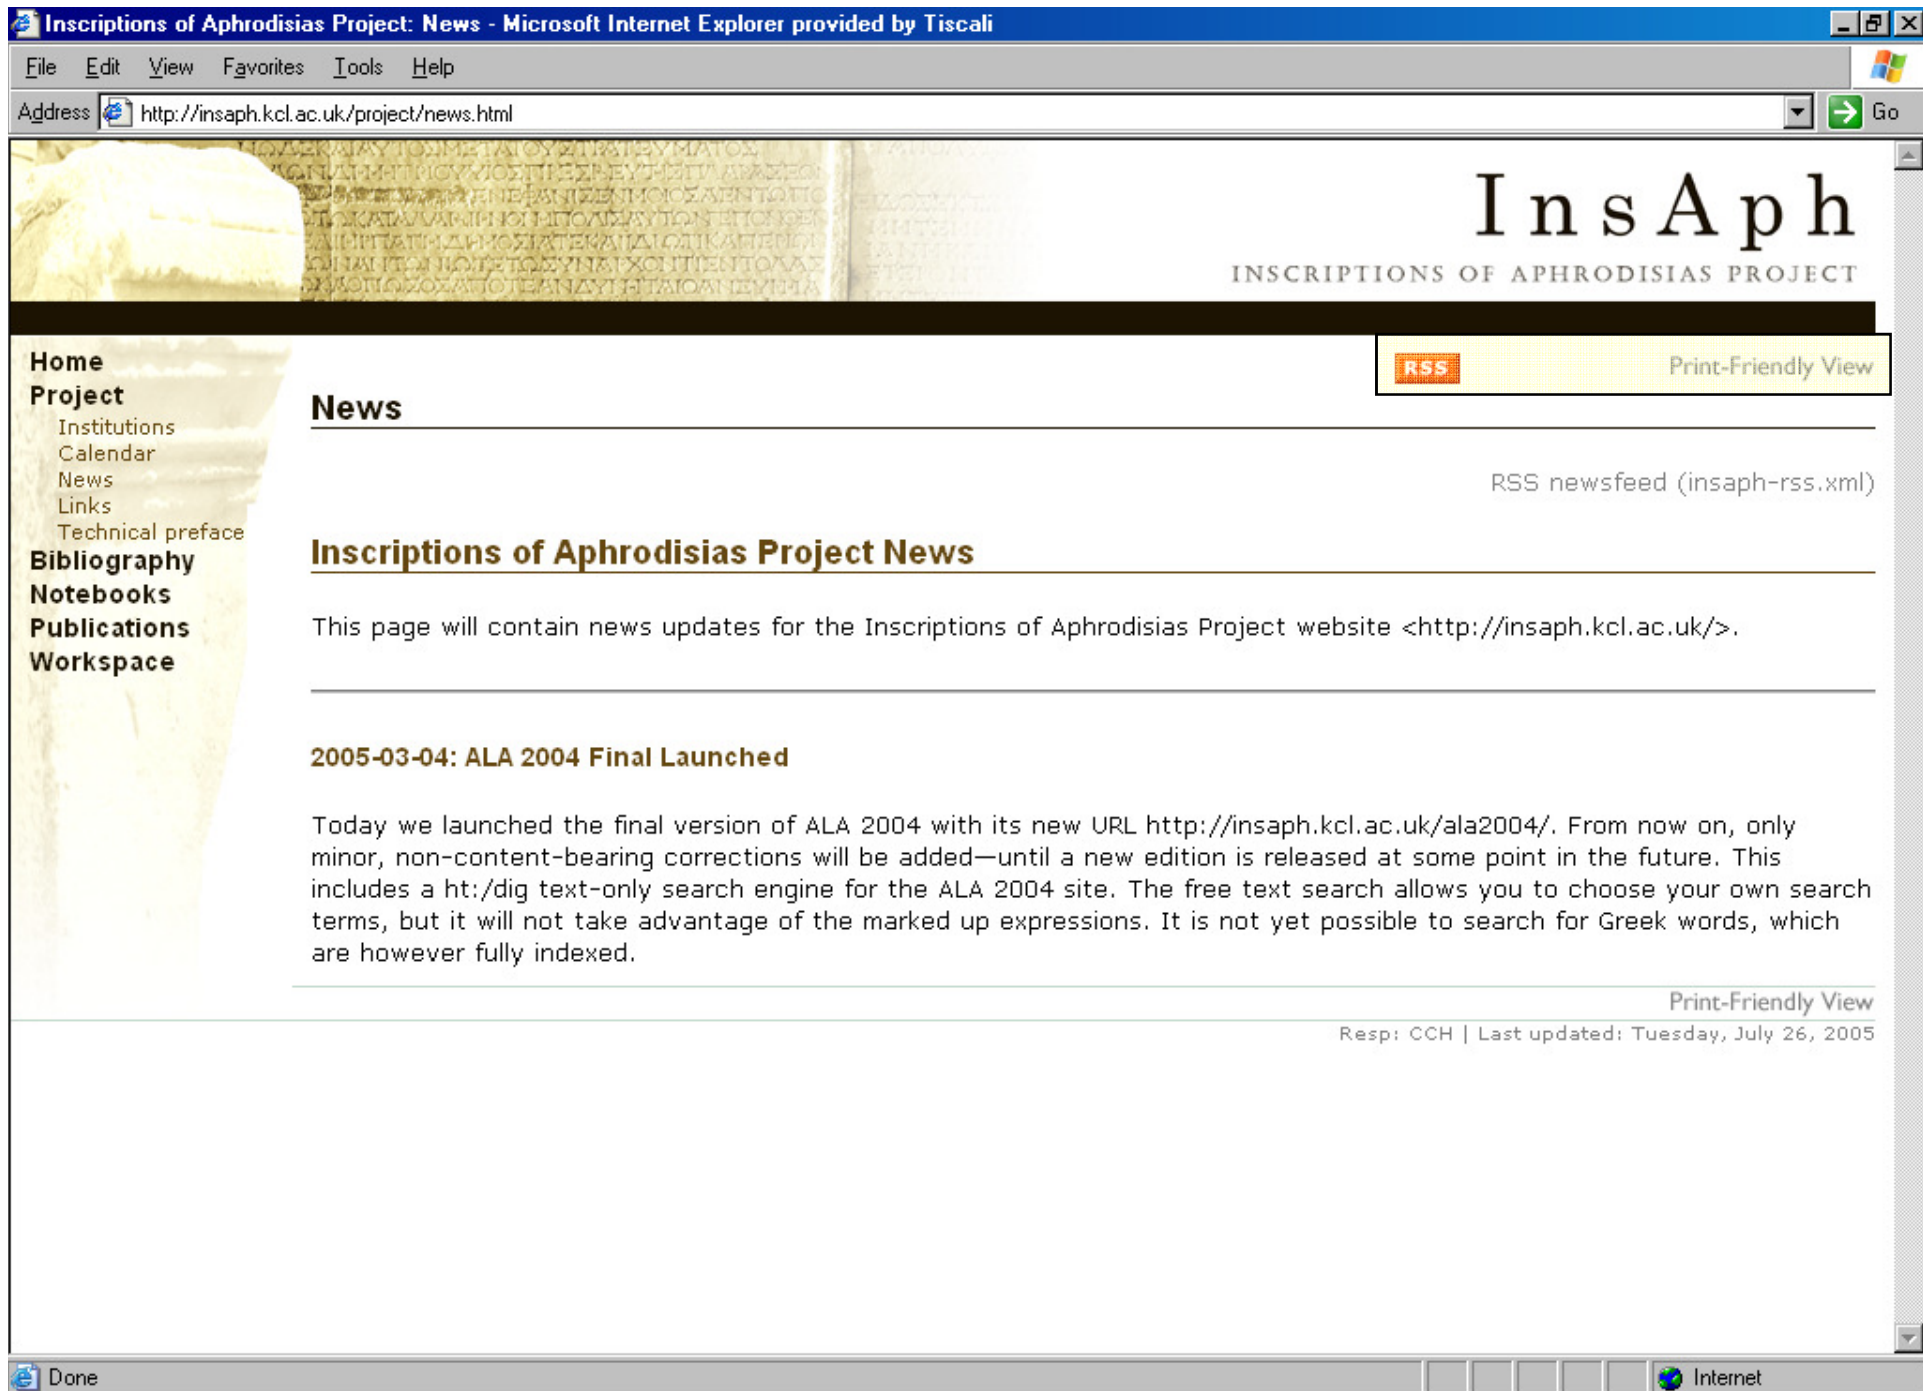 Inscriptions of Aphrodisias Project: News - Microsoft Internet Explorer provided by Tiscali
File Edit View Favorites Tools Help
Address http://insaph.kcl.ac.uk/project/news.html Go
InsAph
INSCRIPTIONS OF APHRODISIAS PROJECT
Home
Project
Institutions
Calendar
News
Links
Technical preface
Bibliography
Notebooks
Publications
Workspace
RSS Print-Friendly View
News
RSS newsfeed (insaph-rss.xml)
Inscriptions of Aphrodisias Project News
This page will contain news updates for the Inscriptions of Aphrodisias Project website <http://insaph.kcl.ac.uk/>.
2005-03-04: ALA 2004 Final Launched
Today we launched the final version of ALA 2004 with its new URL http://insaph.kcl.ac.uk/ala2004/. From now on, only
minor, non-content-bearing corrections will be added—until a new edition is released at some point in the future. This
includes a ht:/dig text-only search engine for the ALA 2004 site. The free text search allows you to choose your own search
terms, but it will not take advantage of the marked up expressions. It is not yet possible to search for Greek words, which
are however fully indexed.
Print-Friendly View
Resp: CCH | Last updated: Tuesday, July 26, 2005
Done Internet